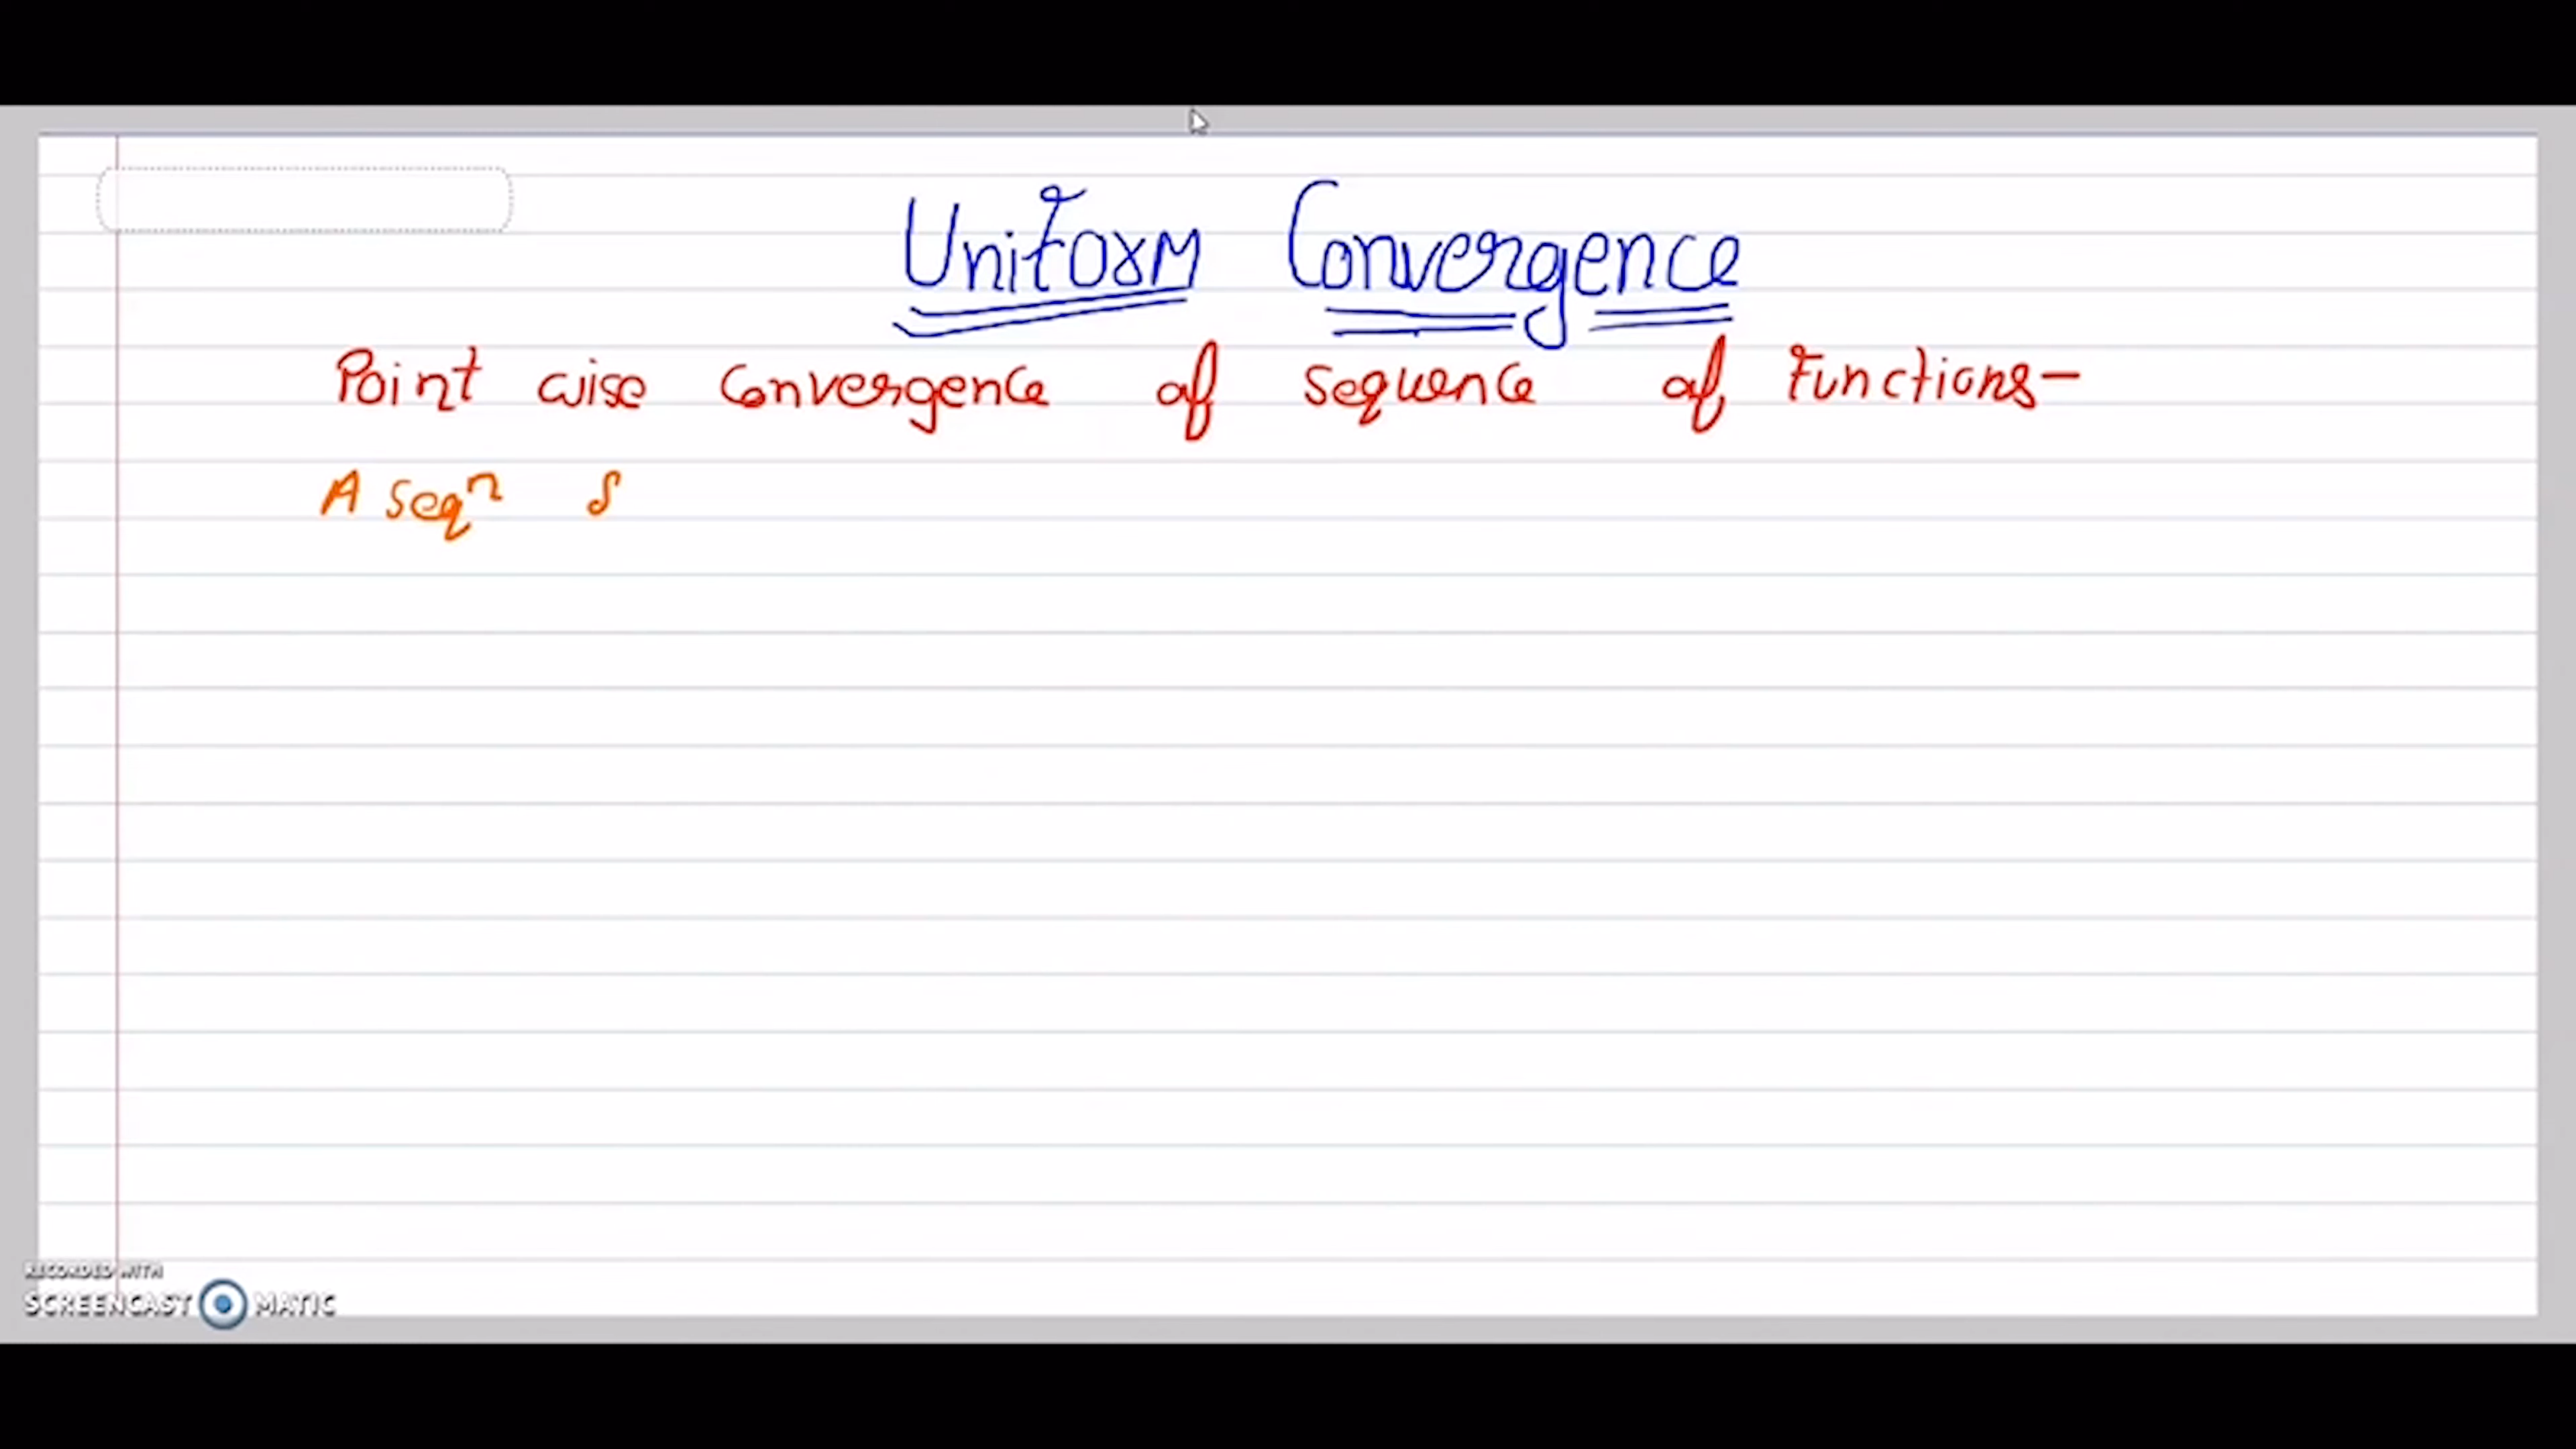 Uniform Convergence
Point wise Convergence of sequence of Functions-
A seqⁿ
RECORDED WITH
SCREENCAST MATIC